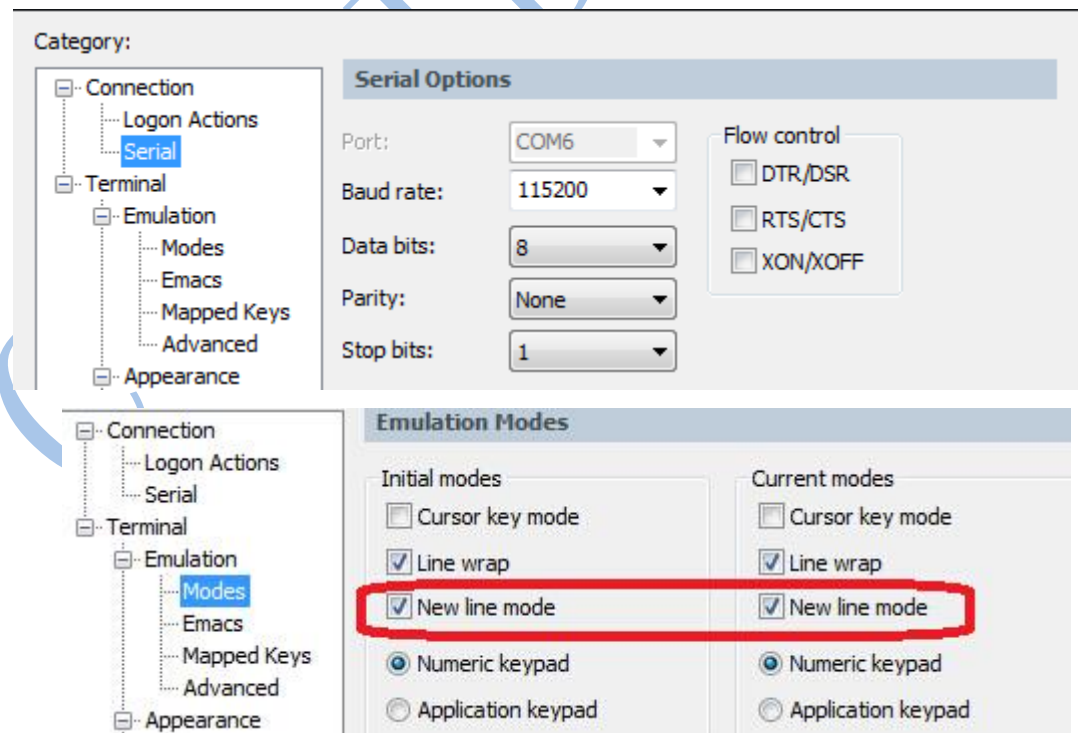 Category:
Connection
Logon Actions
Serial
Terminal
Emulation
Modes
Emacs
Mapped Keys
Advanced
Appearance
Serial Options
Port: COM6
Baud rate: 115200
Data bits: 8
Parity: None
Stop bits: 1
Flow control
DTR/DSR
RTS/CTS
XON/XOFF
Connection
Logon Actions
Serial
Terminal
Emulation
Modes
Emacs
Mapped Keys
Advanced
Appearance
Emulation Modes
Initial modes
Cursor key mode
Line wrap
New line mode
Numeric keypad
Application keypad
Current modes
Cursor key mode
Line wrap
New line mode
Numeric keypad
Application keypad